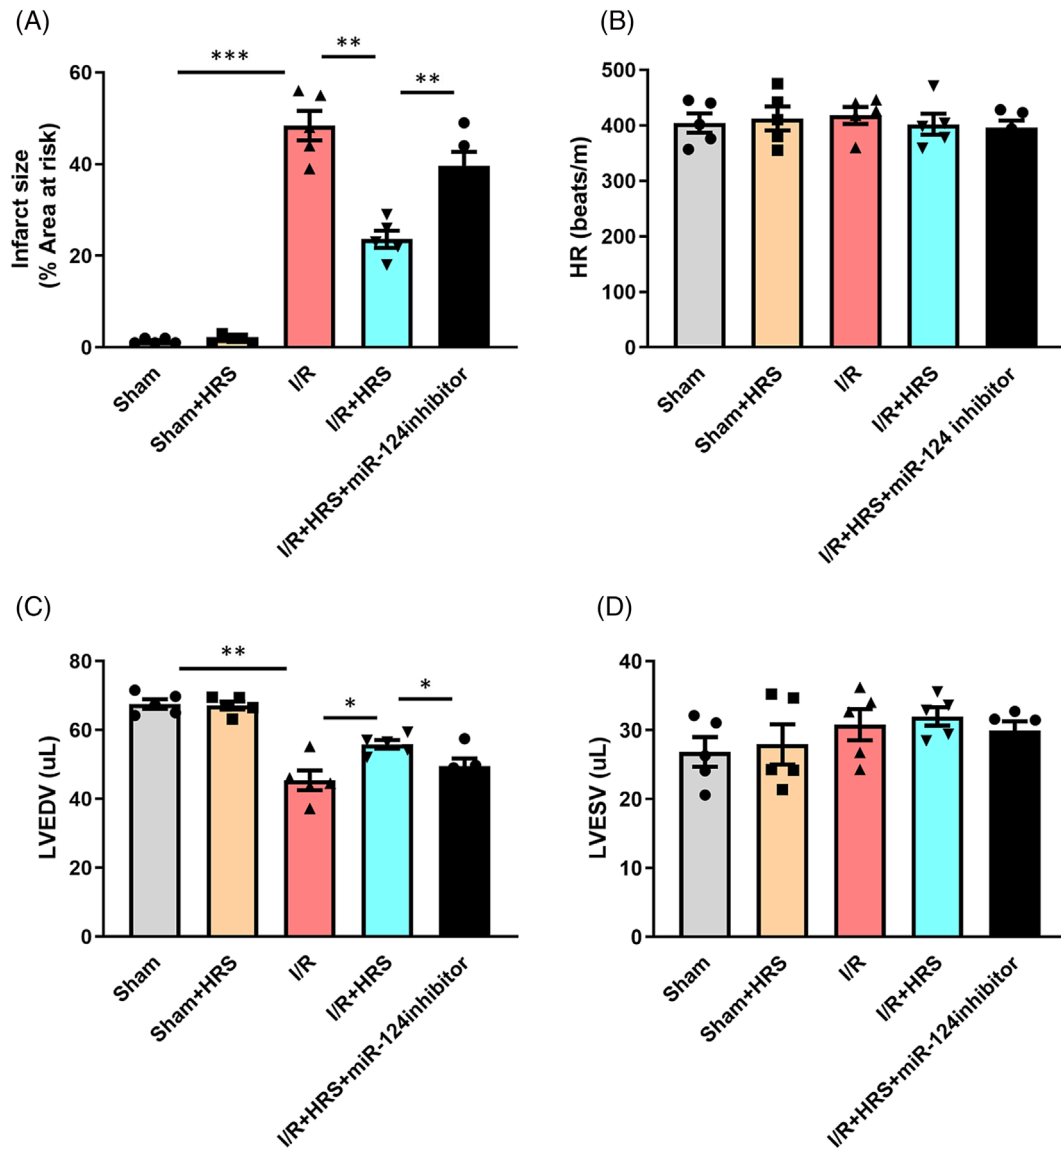 (A)
Infarct size
(% Area at risk)
60
40
20
0
***
**
**
Sham
Sham+HRS
I/R
I/R+HRS
I/R+HRS+miR-124inhibitor
(B)
HR (beats/m)
500
400
300
200
100
0
Sham
Sham+HRS
I/R
I/R+HRS
I/R+HRS+miR-124 inhibitor
(C)
LVEDV (uL)
80
60
40
20
0
**
*
*
Sham
Sham+HRS
I/R
I/R+HRS
I/R+HRS+miR-124inhibitor
(D)
LVESV (uL)
40
30
20
10
0
Sham
Sham+HRS
I/R
I/R+HRS
I/R+HRS+miR-124inhibitor